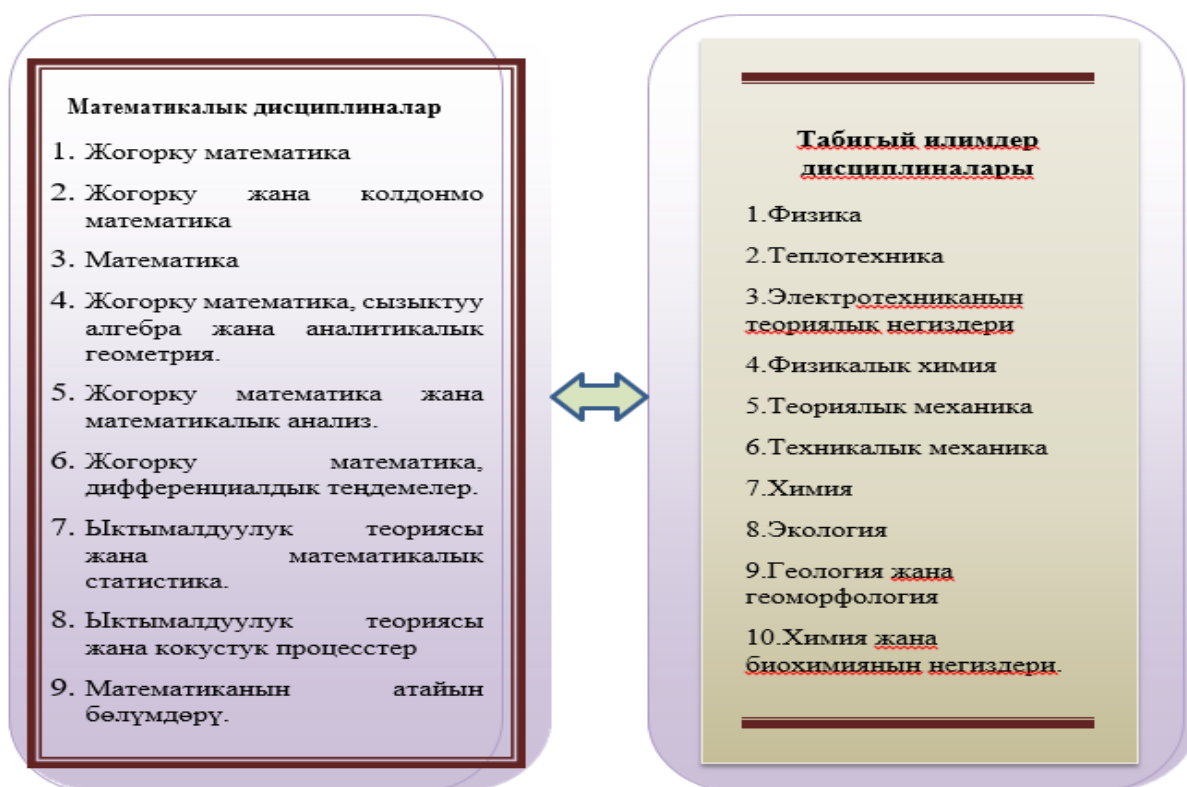 Математикалык дисциплиналар
1. Жогорку математика
2. Жогорку жана колдонмо
математика
3. Математика
4. Жогорку математика, сызыктуу
алгебра жана аналитикалык
геометрия.
5. Жогорку математика жана
математикалык анализ.
6. Жогорку математика,
дифференциалдык теңдемелер.
7. Ыктымалдуулук теориясы
жана математикалык
статистика.
8. Ыктымалдуулук теориясы
жана кокустук процесстер
9. Математиканын атайын
бөлүмдөрү.
Табигый илимдер
дисциплиналары
1.Физика
2.Теплотехника
3.Электротехниканын
теориялык негиздери
4.Физикалык химия
5.Теориялык механика
6.Техникалык механика
7.Химия
8.Экология
9.Геология жана
геоморфология
10.Химия жана
биохимиянын негиздери.